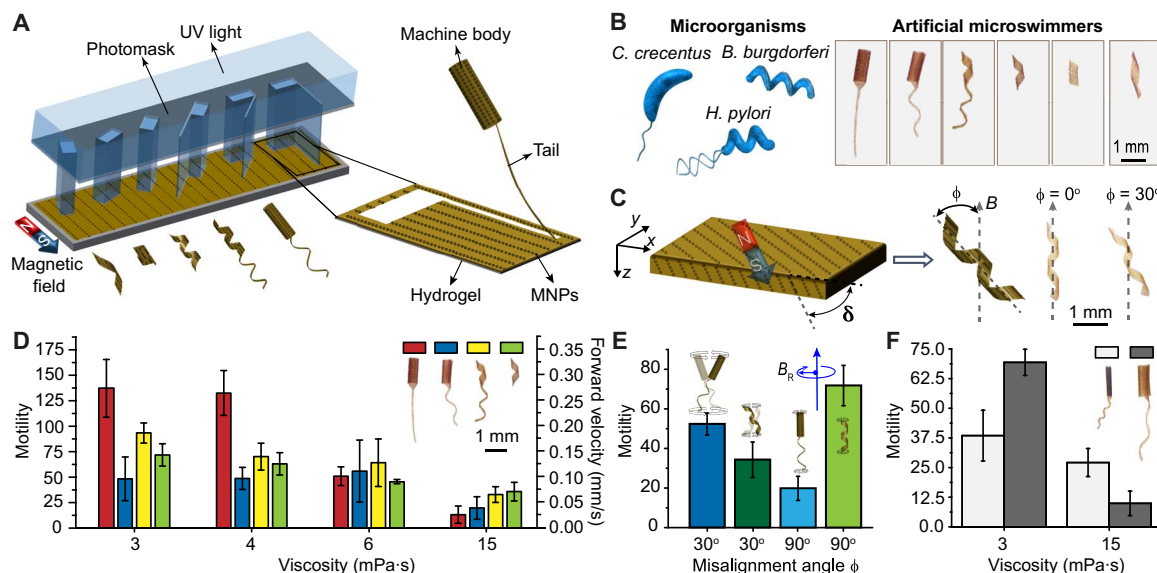 A
UV light
Photomask
Machine body
Tail
N
S
Magnetic
field
Hydrogel
MNPs
B
Microorganisms
Artificial microswimmers
C. crecentus
B. burgdorferi
H. pylori
1 mm
C
y
x
z
N
S
δ
ϕ
B
ϕ = 0°
ϕ = 30°
1 mm
D
Motility
175
150
125
100
75
50
25
0
0.35
0.30
0.25
0.20
0.15
0.10
0.05
0.00
Forward velocity (mm/s)
1 mm
3
4
6
15
Viscosity (mPa·s)
E
Motiltiy
80
60
40
20
0
B_R
30°
30°
90°
90°
Misalignment angle ϕ
F
Motility
75.0
62.5
50.0
37.5
25.0
12.5
0.0
1 mm
3
15
Viscosity (mPa·s)